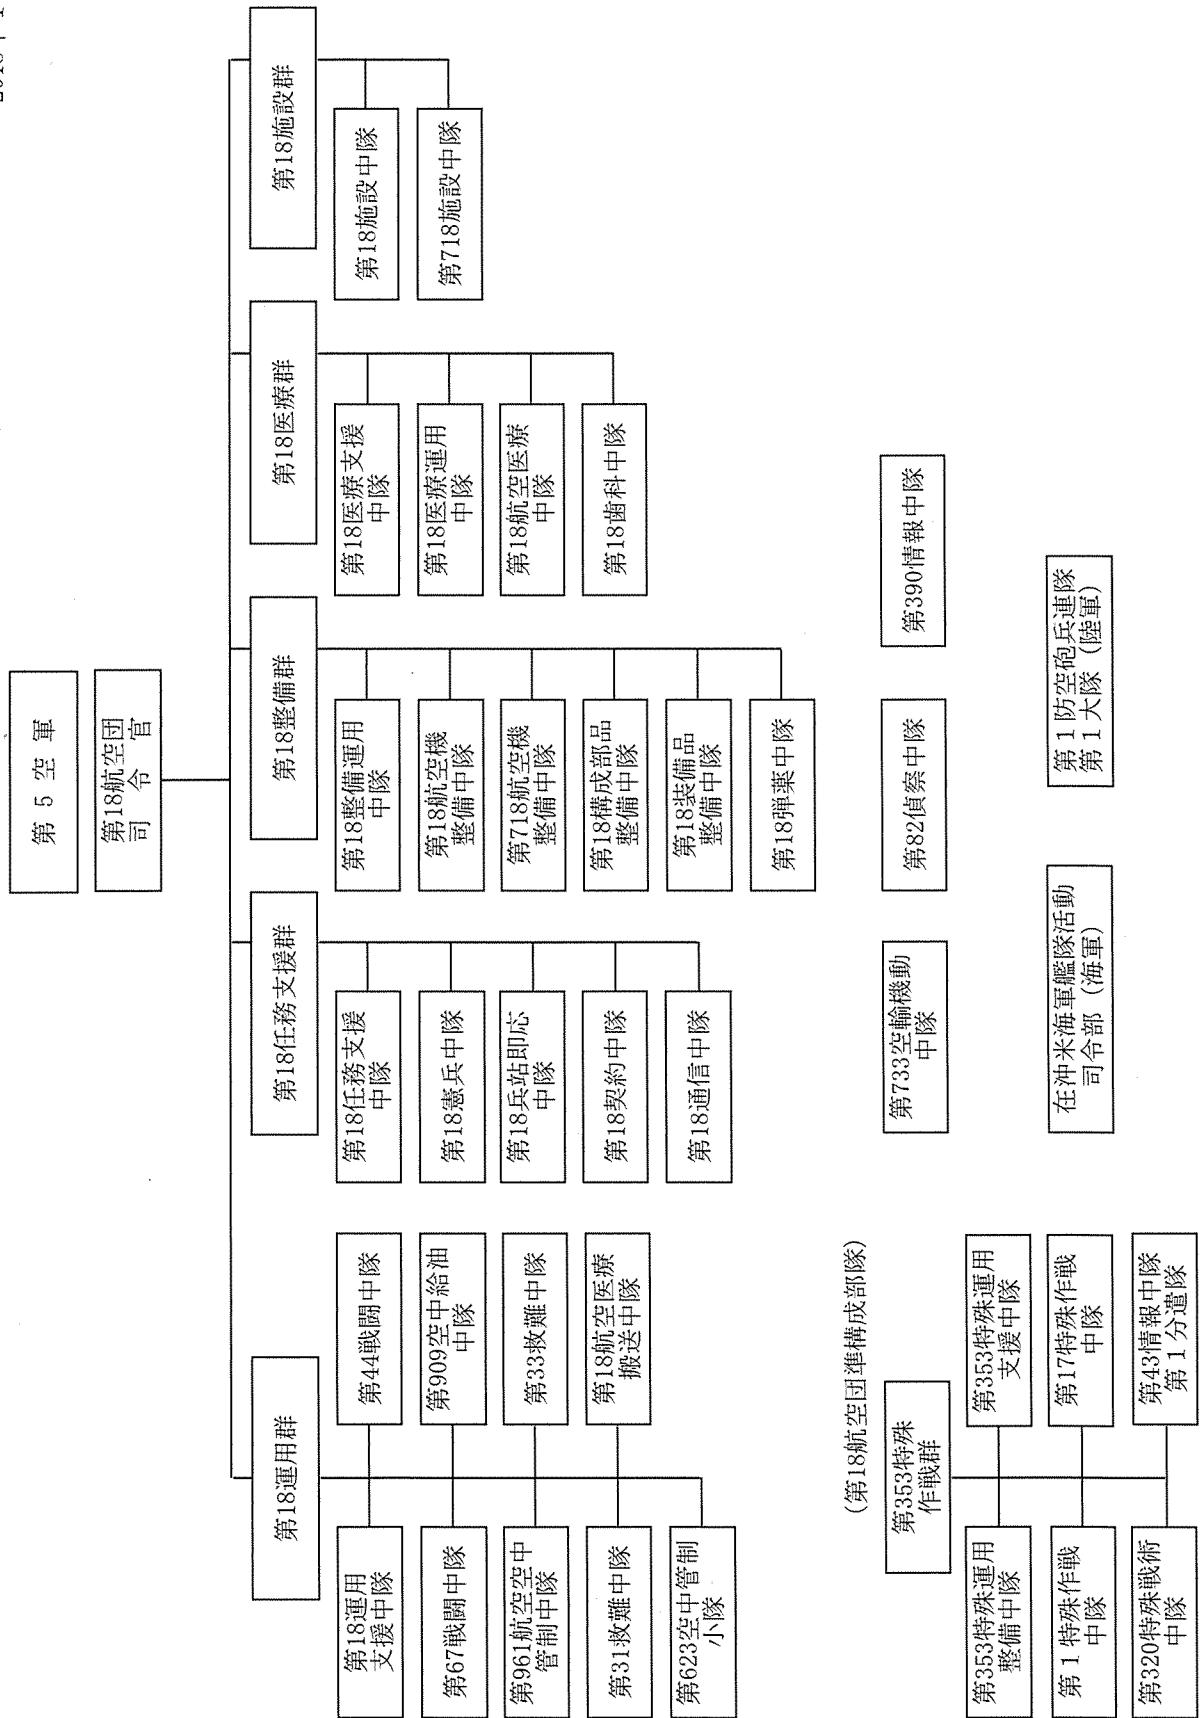 第５空軍
第18航空団
司令官
第18運用群
第18運用
支援中隊
第44戦闘中隊
第67戦闘中隊
第909空中給油
中隊
第961航空空中
管制中隊
第33救難中隊
第31救難中隊
第18航空医療
搬送中隊
第623空中管制
小隊
第18任務支援群
第18任務支援
中隊
第18憲兵中隊
第18兵站即応
中隊
第18契約中隊
第18通信中隊
第18整備群
第18整備運用
中隊
第18航空機
整備中隊
第718航空機
整備中隊
第18構成部品
整備中隊
第18装備品
整備中隊
第18弾薬中隊
第18医療群
第18医療支援
中隊
第18医療運用
中隊
第18航空医療
中隊
第18歯科中隊
第18施設群
第18施設中隊
第718施設中隊
(第18航空団準構成部隊)
第353特殊
作戦群
第353特殊運用
整備中隊
第353特殊運用
支援中隊
第１特殊作戦
中隊
第17特殊作戦
中隊
第320特殊戦術
中隊
第43情報中隊
第１分遣隊
第733空輸機動
中隊
第82偵察中隊
第390情報中隊
在沖米海軍艦隊活動
司令部（海軍）
第１防空砲兵連隊
第１大隊（陸軍）